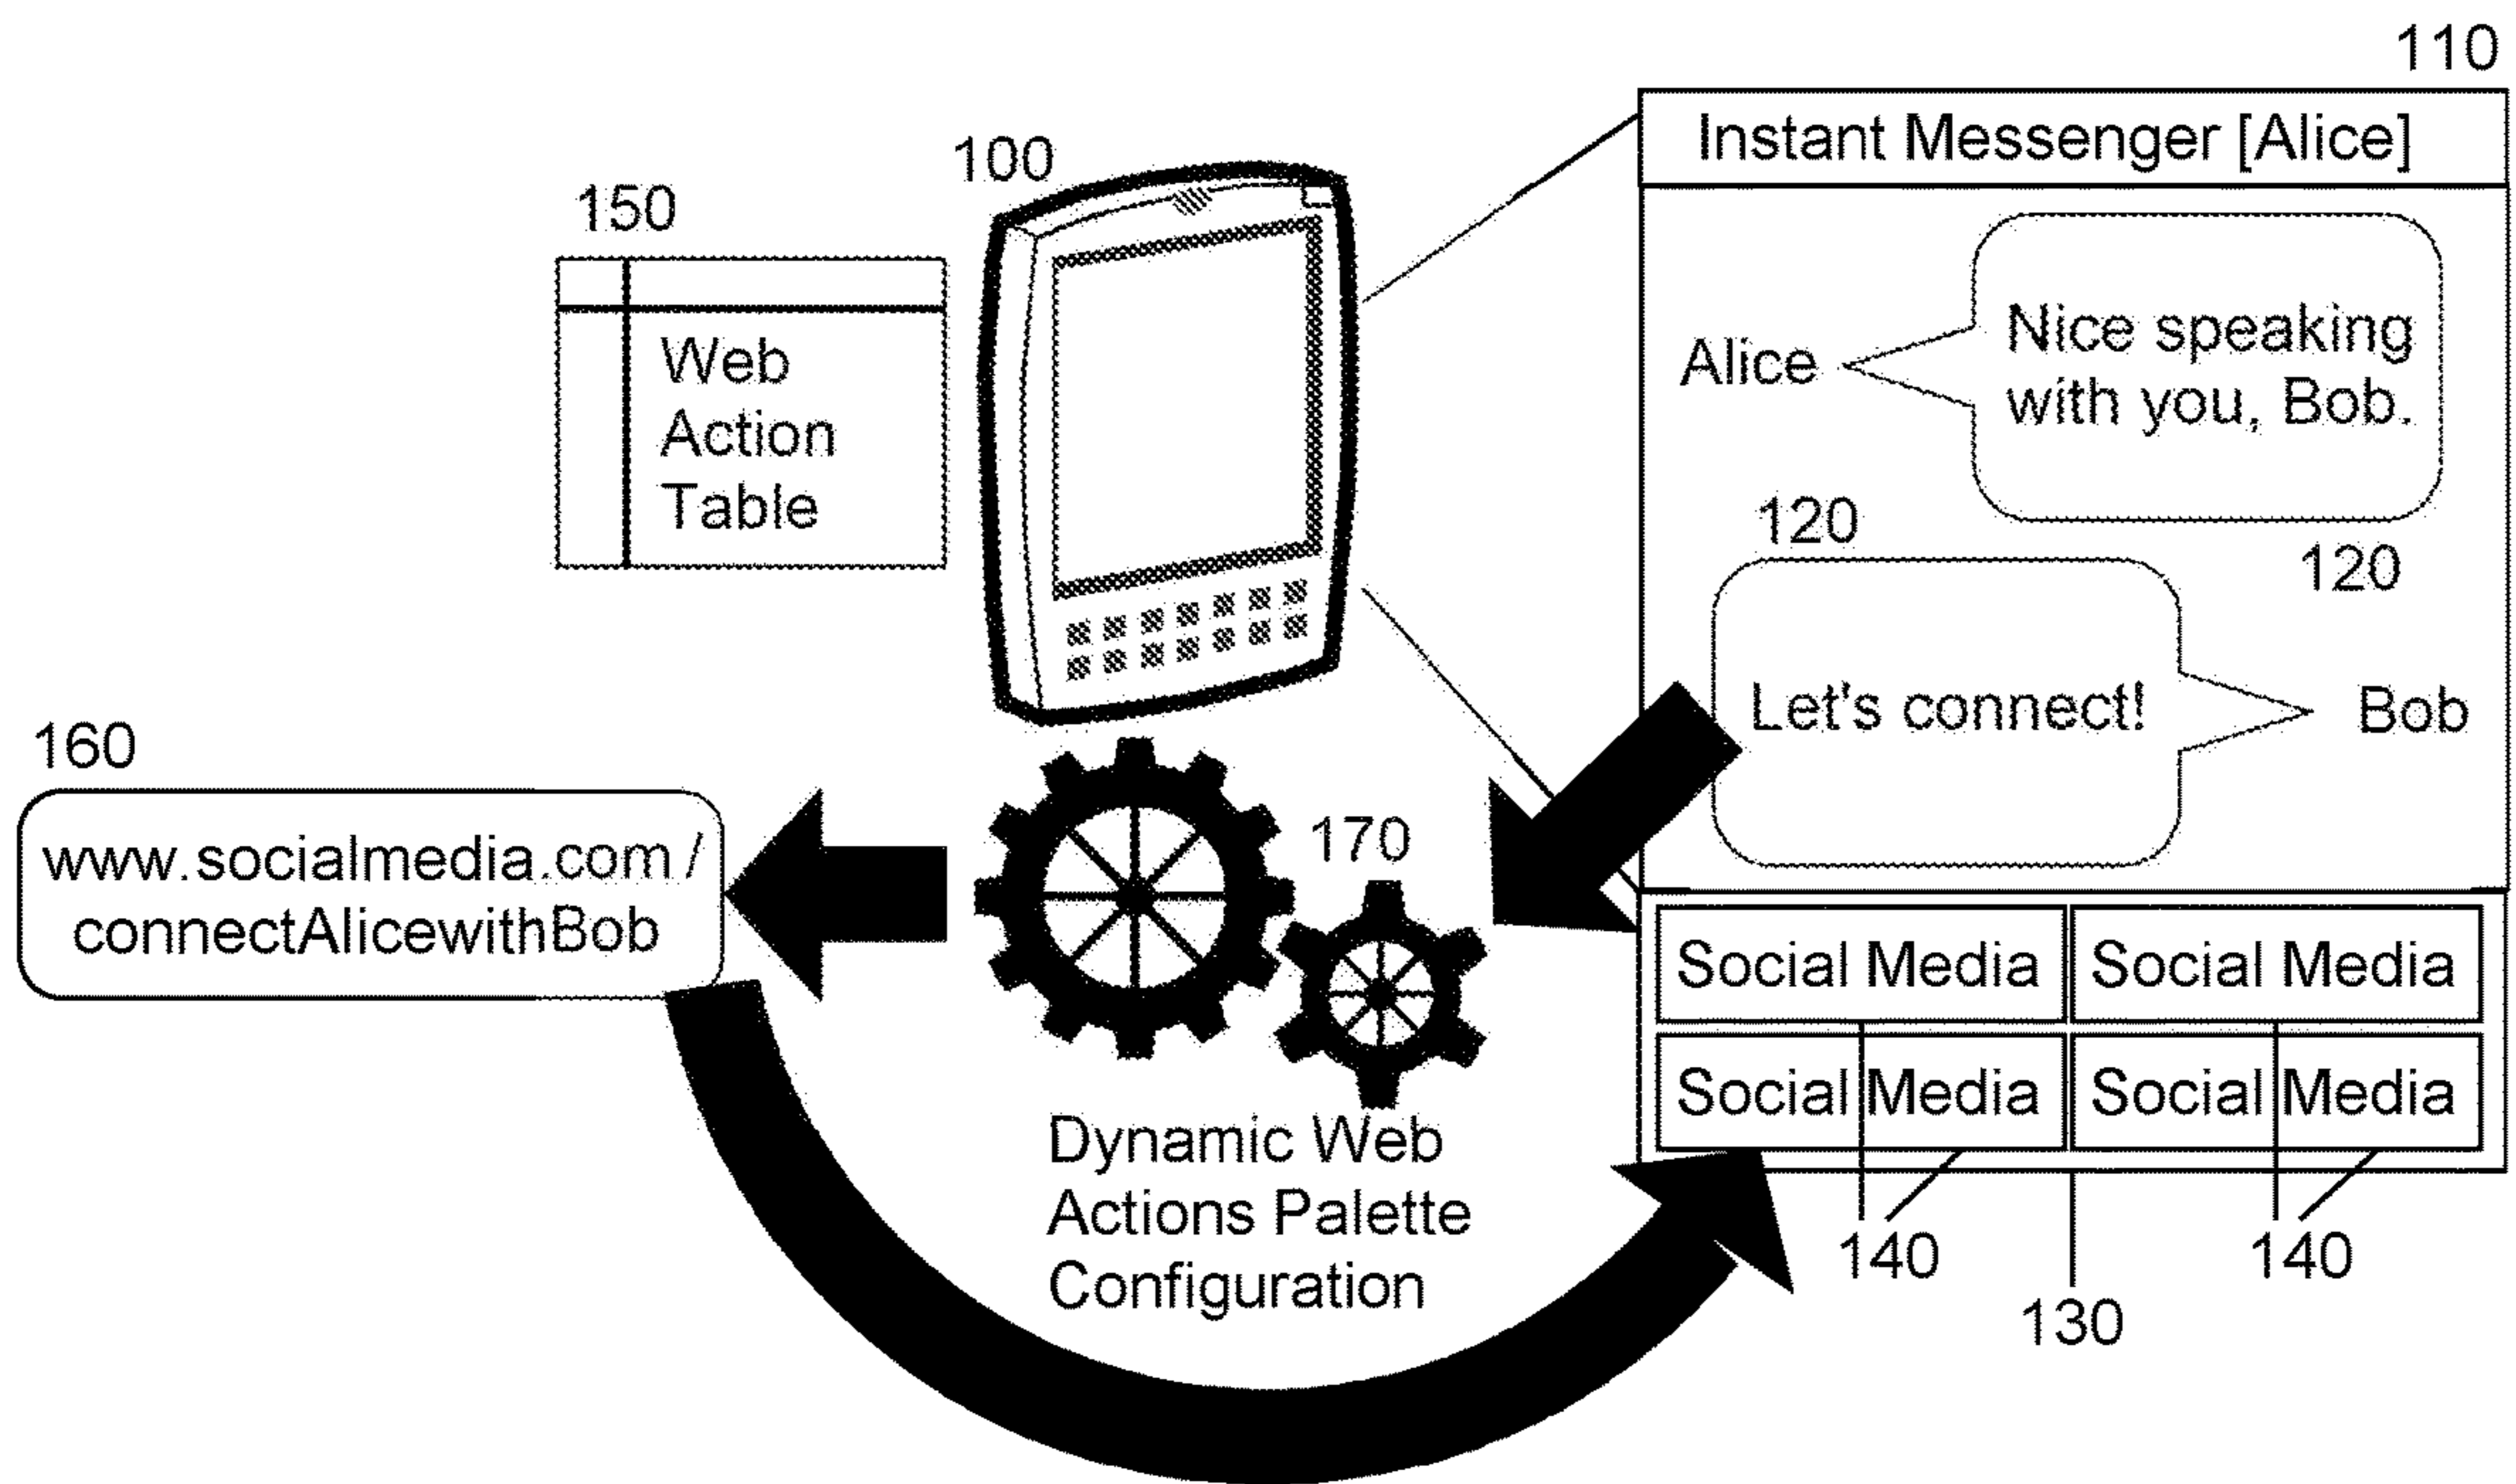 110
Instant Messenger [Alice]
100
150
Web
Action
Table
Alice
Nice speaking
with you, Bob.
120
120
Let's connect!
Bob
160
www.socialmedia.com /
connectAlicewithBob
170
Dynamic Web
Actions Palette
Configuration
Social Media
Social Media
Social Media
Social Media
140
140
130